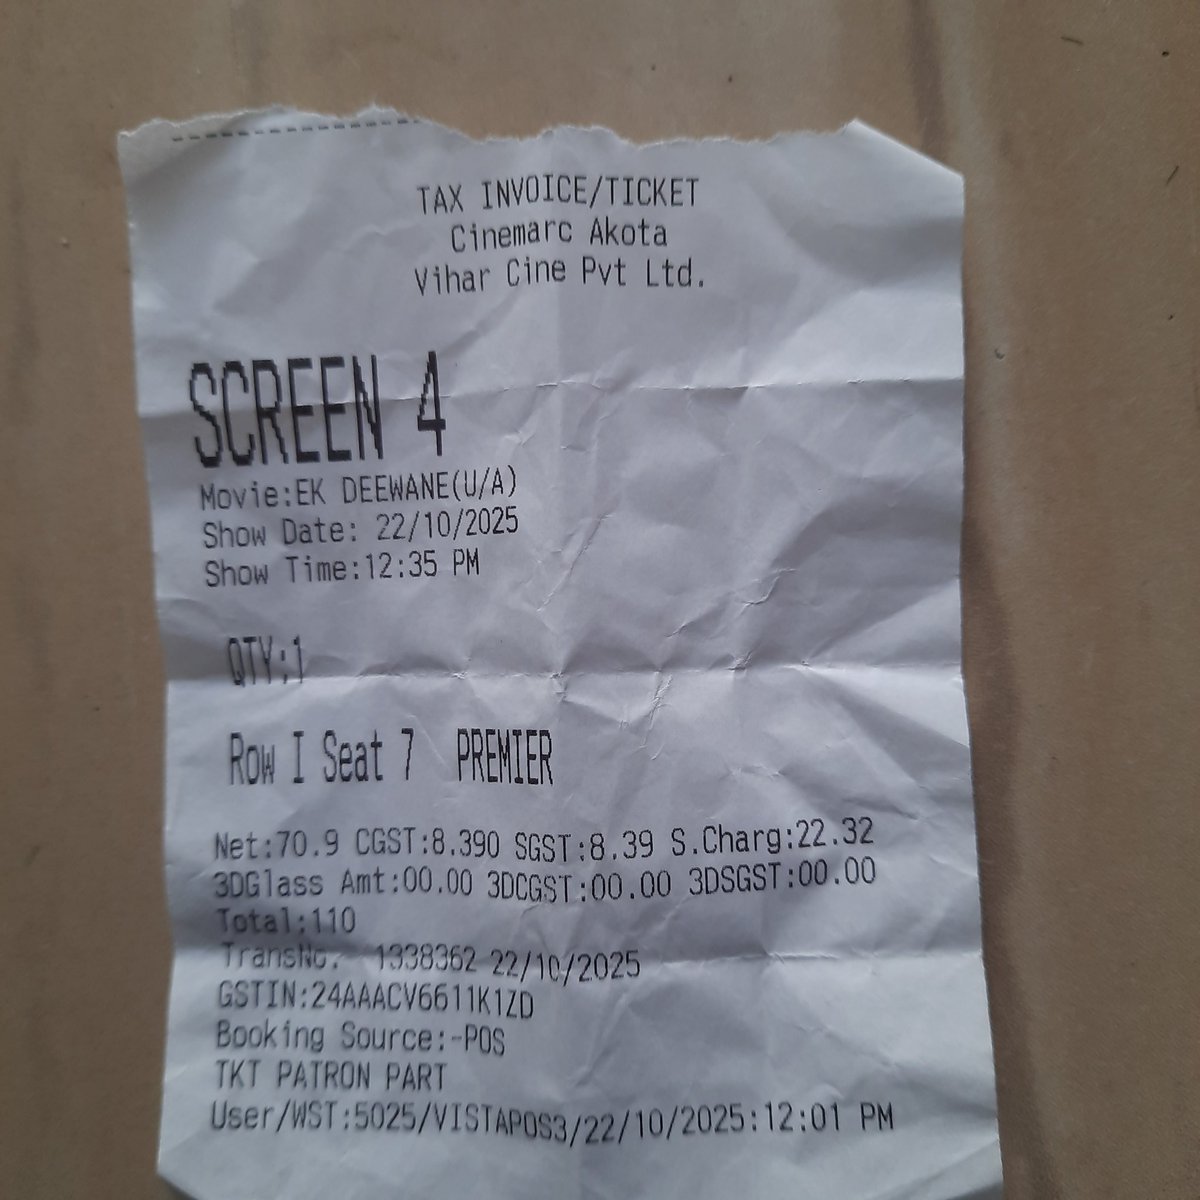 TAX INVOICE/TICKET
Cinemarc Akota
Vihar Cine Pvt Ltd.
SCREEN 4
Movie:EK DEEWANE(U/A)
Show Date: 22/10/2025
Show Time:12:35 PM
QTY:1
Row I Seat 7 PREMIER
Net:70.9 CGST:8.390 SGST:8.39 S.Charg:22.32
3DGlass Amt:00.00 3DCGST:00.00 3DSGST:00.00
Total:110
TransNo. 1338362 22/10/2025
GSTIN:24AAACV6611K1ZD
Booking Source:-POS
TKT PATRON PART
User/WST:5025/VISTAPOS3/22/10/2025:12:01 PM